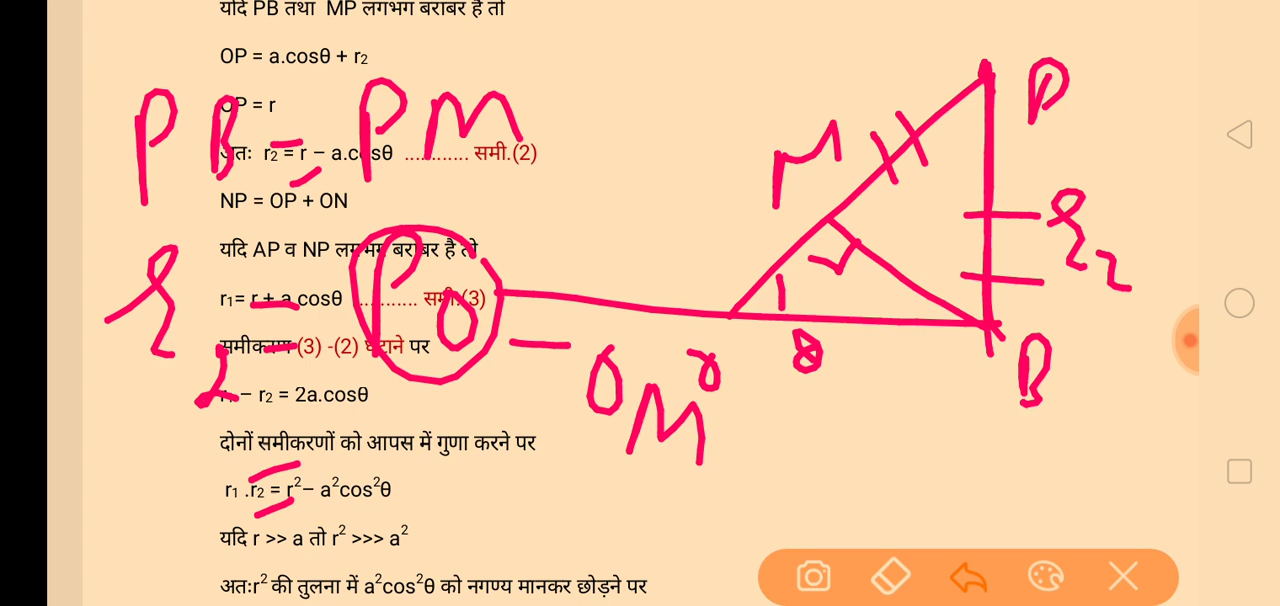 यदि PB तथा MP लगभग बराबर है तो
OP = a.cosθ + r₂
OP = r
अतः r₂ = r – a.cosθ ............ समी.(2)
NP = OP + ON
यदि AP व NP लगभग बराबर है तो
r₁= r + a.cosθ ............ समी.(3)
समीकरण (3) -(2) घटाने पर
r₁ – r₂ = 2a.cosθ
दोनों समीकरणों को आपस में गुणा करने पर
r₁ .r₂ = r²– a²cos²θ
यदि r >> a तो r² >>> a²
अतः r² की तुलना में a²cos²θ को नगण्य मानकर छोड़ने पर
PB = PM
r₂ = PO – OM
P
M
r₂
θ
O
B